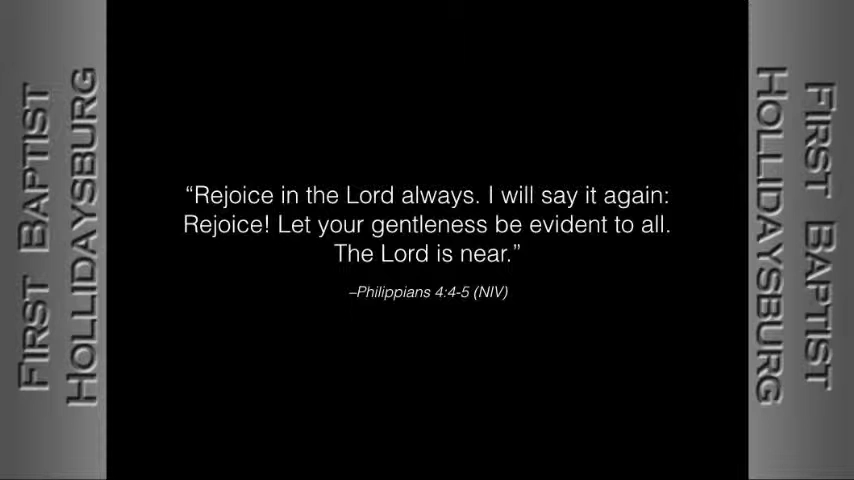 FIRST BAPTIST
HOLLIDAYSBURG
“Rejoice in the Lord always. I will say it again:
Rejoice! Let your gentleness be evident to all.
The Lord is near.”
–Philippians 4:4-5 (NIV)
FIRST BAPTIST
HOLLIDAYSBURG